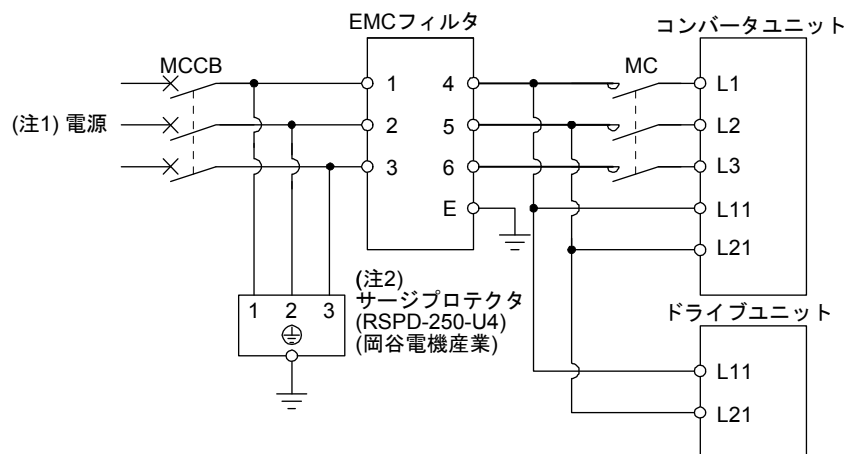 EMCフィルタ
コンバータユニット
MCCB
MC
1
4
L1
(注1) 電源
2
5
L2
3
6
L3
E
L11
L21
(注2)
サージプロテクタ
(RSPD-250-U4)
(岡谷電機産業)
1 2 3
ドライブユニット
L11
L21